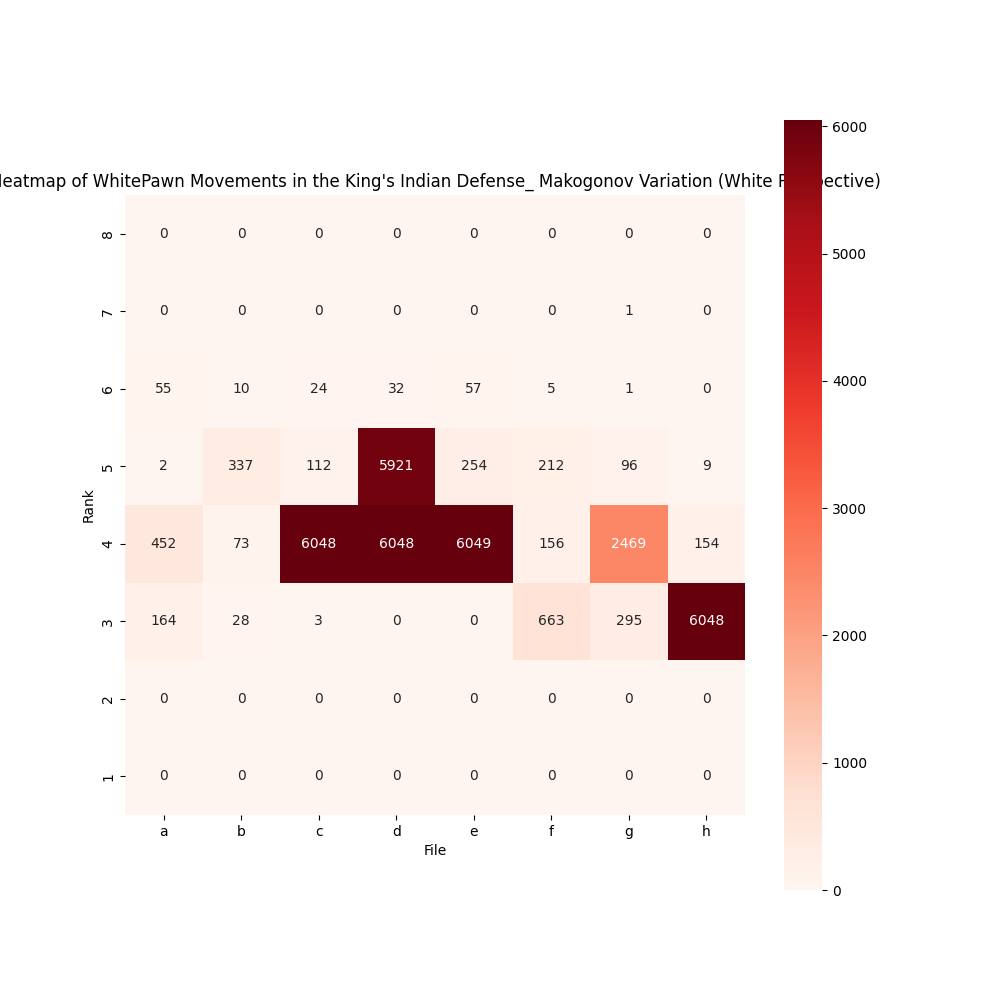 6000
Heatmap of WhitePawn Movements in the King's Indian Defense_ Makogonov Variation (White Perspective)
8 0 0 0 0 0 0 0 0
5000
7 0 0 0 0 0 0 1 0
6 55 10 24 32 57 5 1 0
4000
5 2 337 112 5921 254 212 96 9
3000
Rank
4 452 73 6048 6048 6049 156 2469 154
3 164 28 3 0 0 663 295 6048
2000
2 0 0 0 0 0 0 0 0
1000
1 0 0 0 0 0 0 0 0
a b c d e f g h
File
0